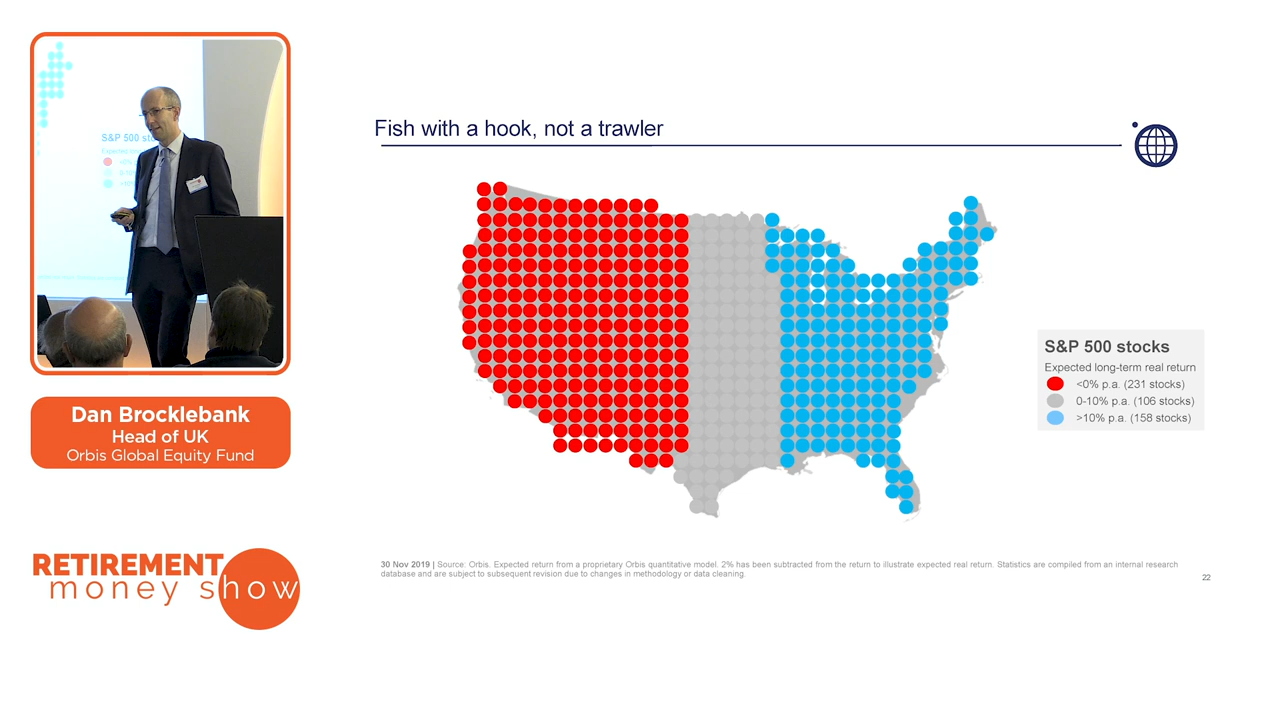 Fish with a hook, not a trawler
S&P 500 stocks
Expected long-term real return
<0% p.a. (231 stocks)
0-10% p.a. (106 stocks)
>10% p.a. (158 stocks)
30 Nov 2019 | Source: Orbis. Expected return from a proprietary Orbis quantitative model. 2% has been subtracted from the return to illustrate expected real return. Statistics are compiled from an internal research
database and are subject to subsequent revision due to changes in methodology or data cleaning.
22
S&P 500 sto
Dan Brocklebank
Head of UK
Orbis Global Equity Fund
RETIREMENT
money show